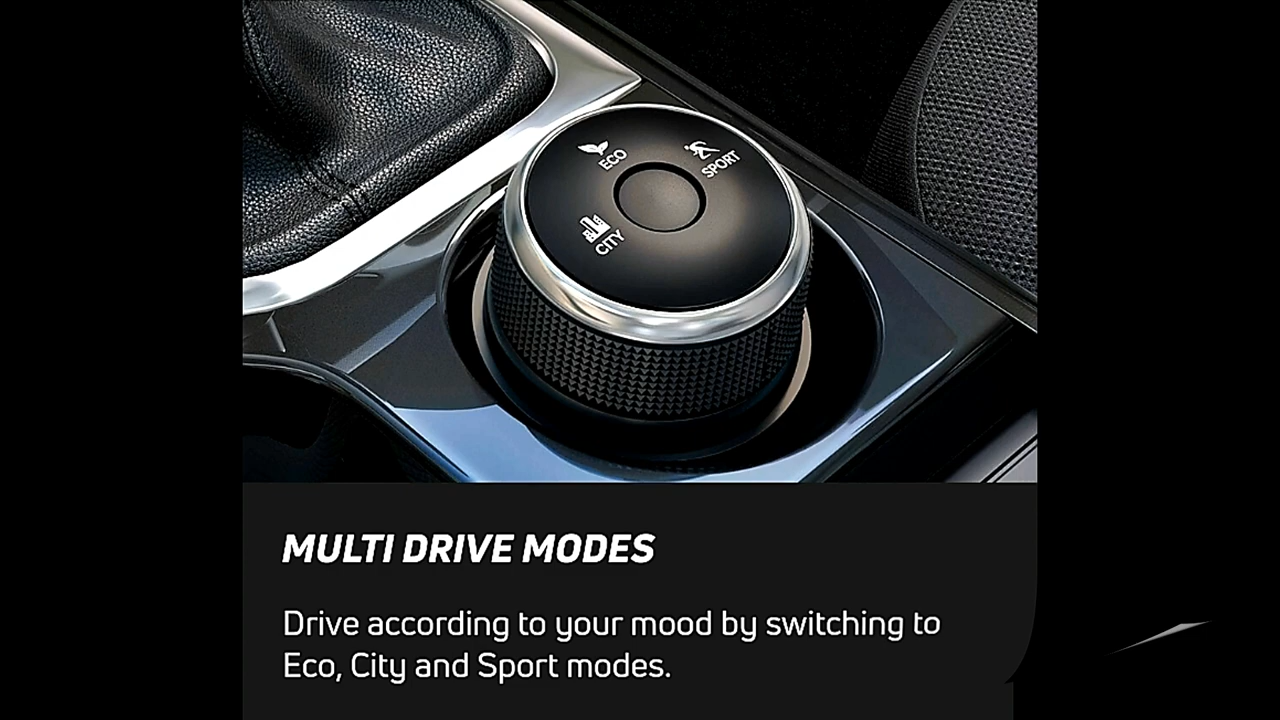 ECO
SPORT
CITY
MULTI DRIVE MODES
Drive according to your mood by switching to
Eco, City and Sport modes.